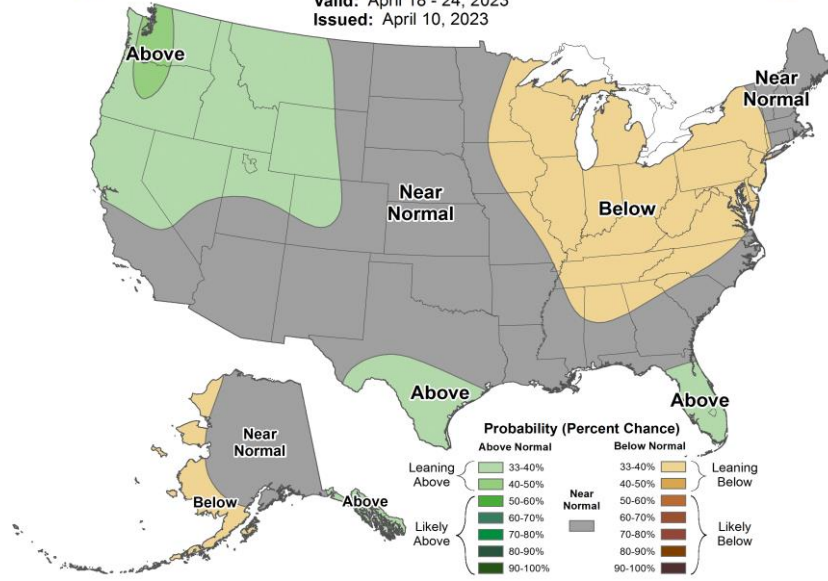 Valid: April 18 - 24, 2023
Issued: April 10, 2023
Above
Near
Normal
Near
Normal
Below
Above
Above
Near
Normal
Below
Above
Probability (Percent Chance)
Above Normal
Below Normal
Leaning
Above
33-40%
40-50%
Likely
Above
50-60%
60-70%
70-80%
80-90%
90-100%
Near
Normal
33-40%
40-50%
Leaning
Below
50-60%
60-70%
70-80%
80-90%
90-100%
Likely
Below